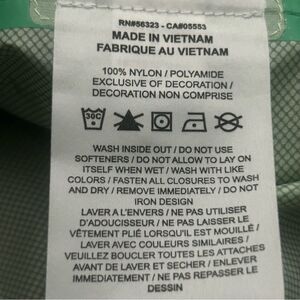 RN#56323 - CA#05553
MADE IN VIETNAM
FABRIQUE AU VIETNAM
100% NYLON / POLYAMIDE
EXCLUSIVE OF DECORATION /
DECORATION NON COMPRISE
30C
WASH INSIDE OUT / DO NOT USE
SOFTENERS / DO NOT ALLOW TO LAY ON
ITSELF WHEN WET / WASH WITH LIKE
COLORS / FASTEN ALL CLOSURES TO WASH
AND DRY / REMOVE IMMEDIATELY / DO NOT
IRON DESIGN
LAVER A L'ENVERS / NE PAS UTILISER
D'ADOUCISSEUR / NE PAS LAISSER LE
VÊTEMENT PLIÉ LORSQU'IL EST MOUILLÉ /
LAVER AVEC COULEURS SIMILAIRES /
VEUILLEZ BOUCLER TOUTES LES ATTACHES
AVANT DE LAVER ET SECHER / ENLEVER
IMMÉDIATEMENT / NE PAS REPASSER LE
DESSIN